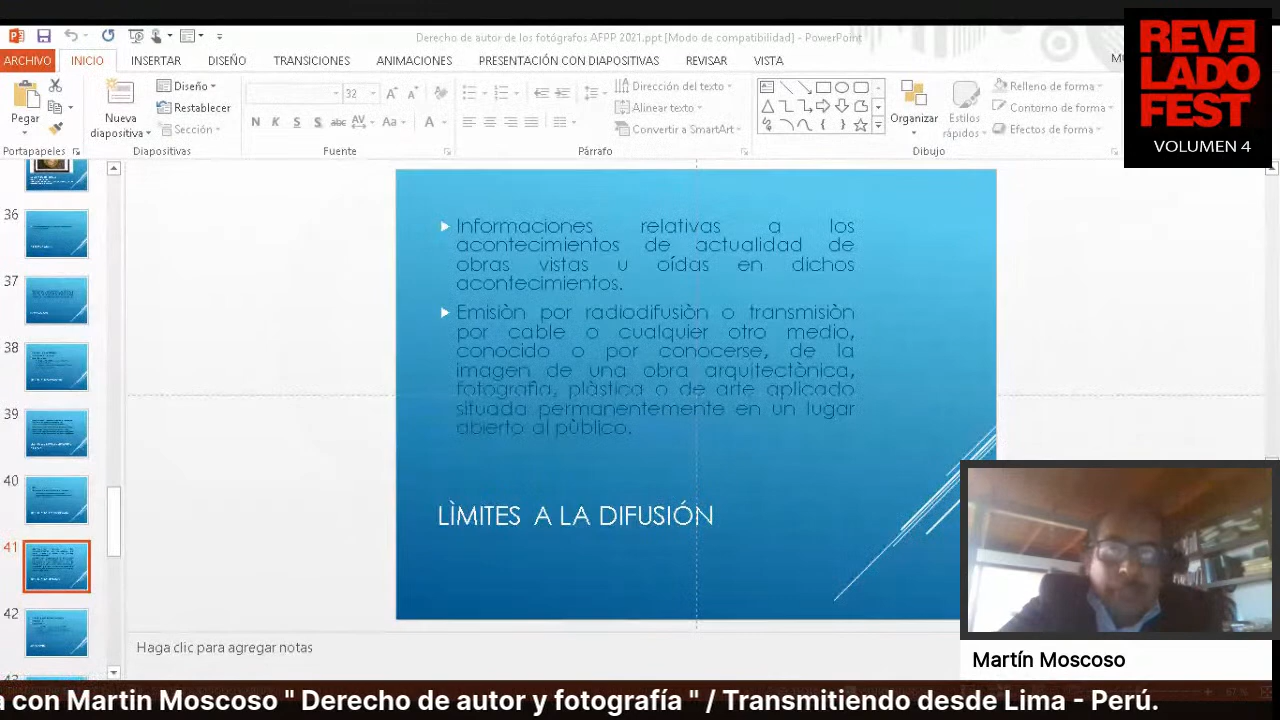 Derecho de autor de los fotógrafos AFPP 2021.ppt [Modo de compatibilidad] - PowerPoint
REVELADO FEST
VOLUMEN 4
ARCHIVO INICIO INSERTAR DISEÑO TRANSICIONES ANIMACIONES PRESENTACIÓN CON DIAPOSITIVAS REVISAR VISTA
Pegar
Nueva diapositiva
Diseño
Restablecer
Sección
32
N K S S abc AV Aa A
Dirección del texto
Alinear texto
Convertir a SmartArt
Organizar
Estilos rápidos
Relleno de forma
Contorno de forma
Efectos de forma
Portapapeles Diapositivas Fuente Párrafo Dibujo
36
37
38
39
40
41
42
Informaciones relativas a los
acontecimientos de actualidad de
obras vistas u oídas en dichos
acontecimientos.
Emisiòn por radiodifusiòn o transmisiòn
por cable o cualquier otro medio,
conocido o por conocerse, de la
imagen de una obra arquitectònica,
fotografia, plàstica o de arte aplicado
situada permanentemente en un lugar
abierto al pùblico.
LÌMITES A LA DIFUSIÓN
Haga clic para agregar notas
Martín Moscoso
a con Martin Moscoso " Derecho de autor y fotografía " / Transmitiendo desde Lima - Perú.